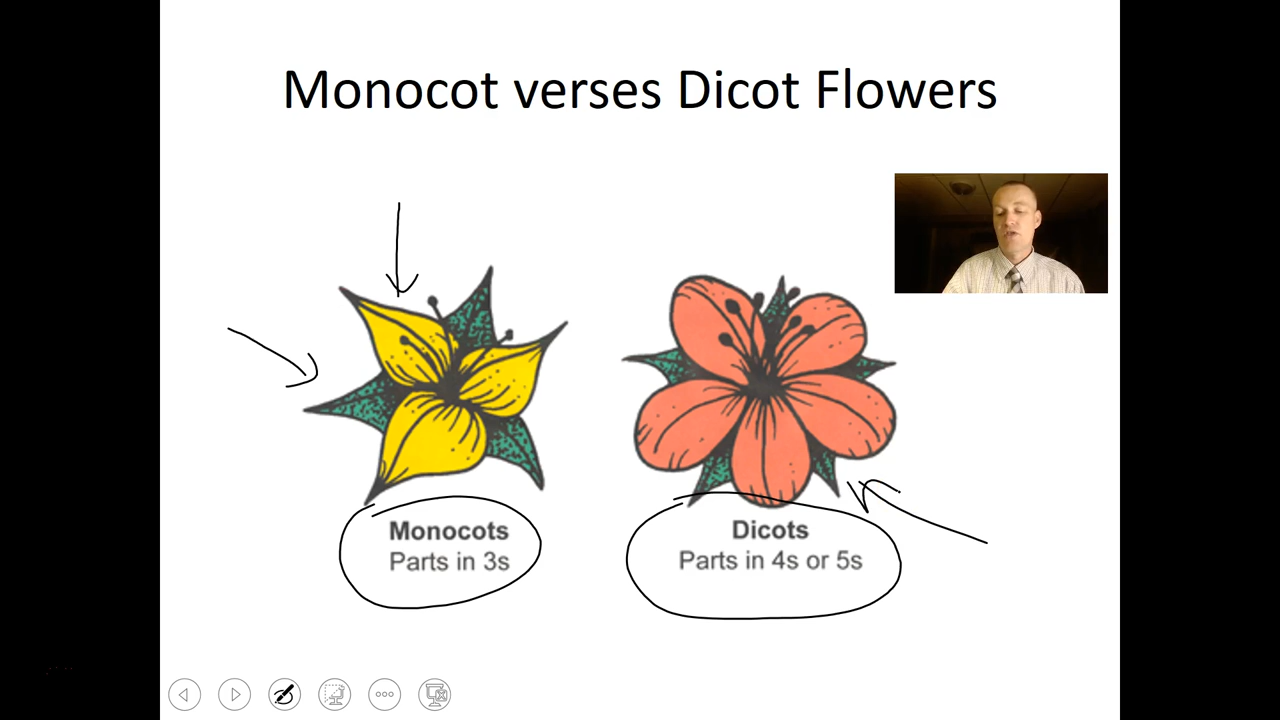 Monocot verses Dicot Flowers
Monocots
Parts in 3s
Dicots
Parts in 4s or 5s